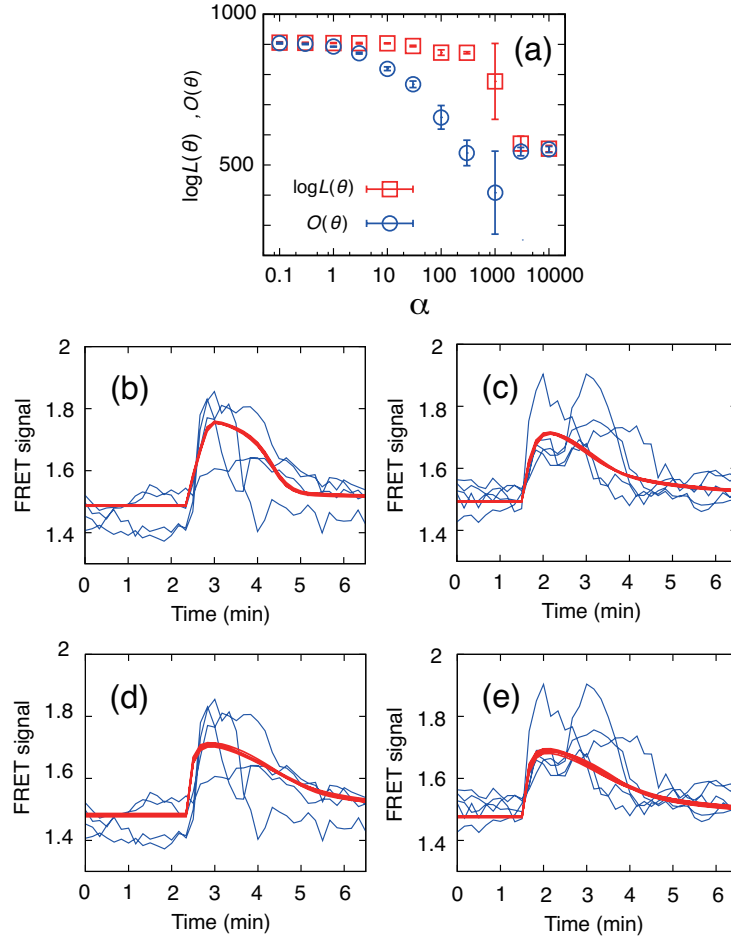 1000
(a)
logL(θ) , O(θ)
500
logL(θ)
O(θ)
0.1 1 10 100 1000 10000
α
2
(b)
1.8
FRET signal
1.6
1.4
0 1 2 3 4 5 6
Time (min)
2
(c)
1.8
FRET signal
1.6
1.4
0 1 2 3 4 5 6
Time (min)
2
(d)
1.8
FRET signal
1.6
1.4
0 1 2 3 4 5 6
Time (min)
2
(e)
1.8
FRET signal
1.6
1.4
0 1 2 3 4 5 6
Time (min)